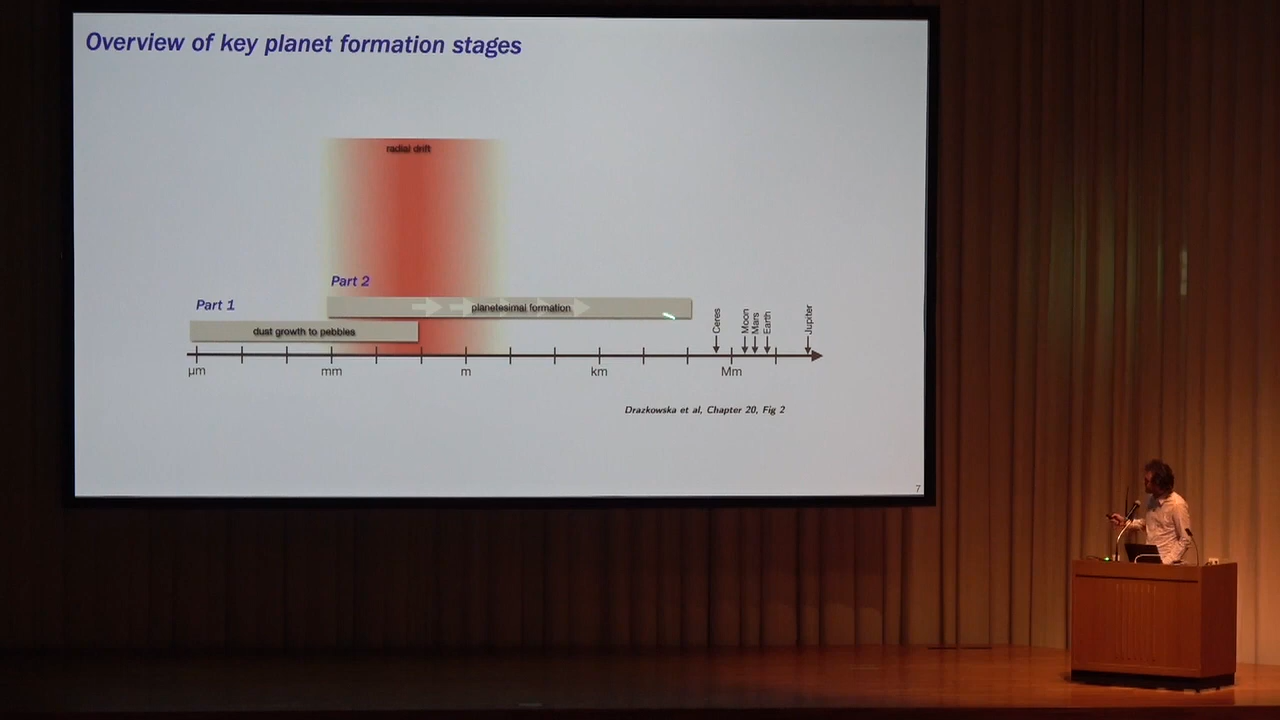 Overview of key planet formation stages
radial drift
Part 2
planetesimal formation
Part 1
dust growth to pebbles
Ceres
Moon
Mars
Earth
Jupiter
µm
mm
m
km
Mm
Drazkowska et al, Chapter 20, Fig 2
7